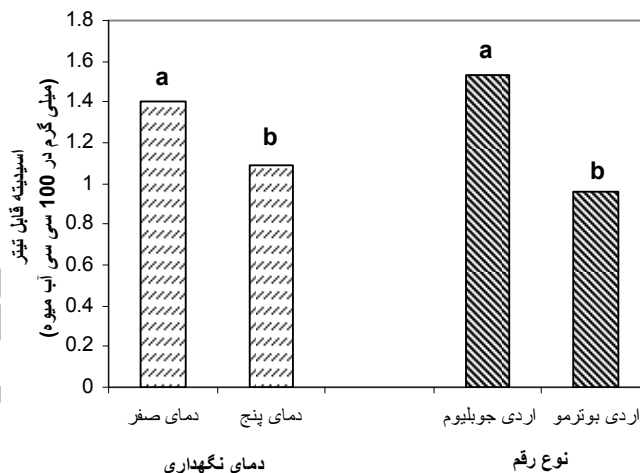 اسیدیته قابل تیتر
(میلی گرم در 100 سی سی آب میوه)
1.8
1.6
1.4
1.2
1
0.8
0.6
0.4
0.2
0
a
b
a
b
دمای صفر
دمای پنج
اردی جوبلیوم
اردی بوترمو
دمای نگهداری
نوع رقم